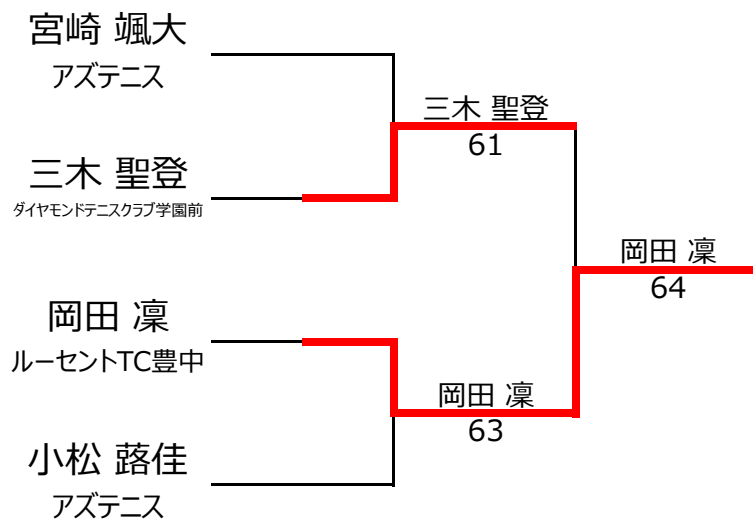 宮崎 颯大
アズテニス
三木 聖登
61
三木 聖登
ダイヤモンドテニスクラブ学園前
岡田 凜
64
岡田 凜
ルーセントTC豊中
岡田 凜
63
小松 蕗佳
アズテニス